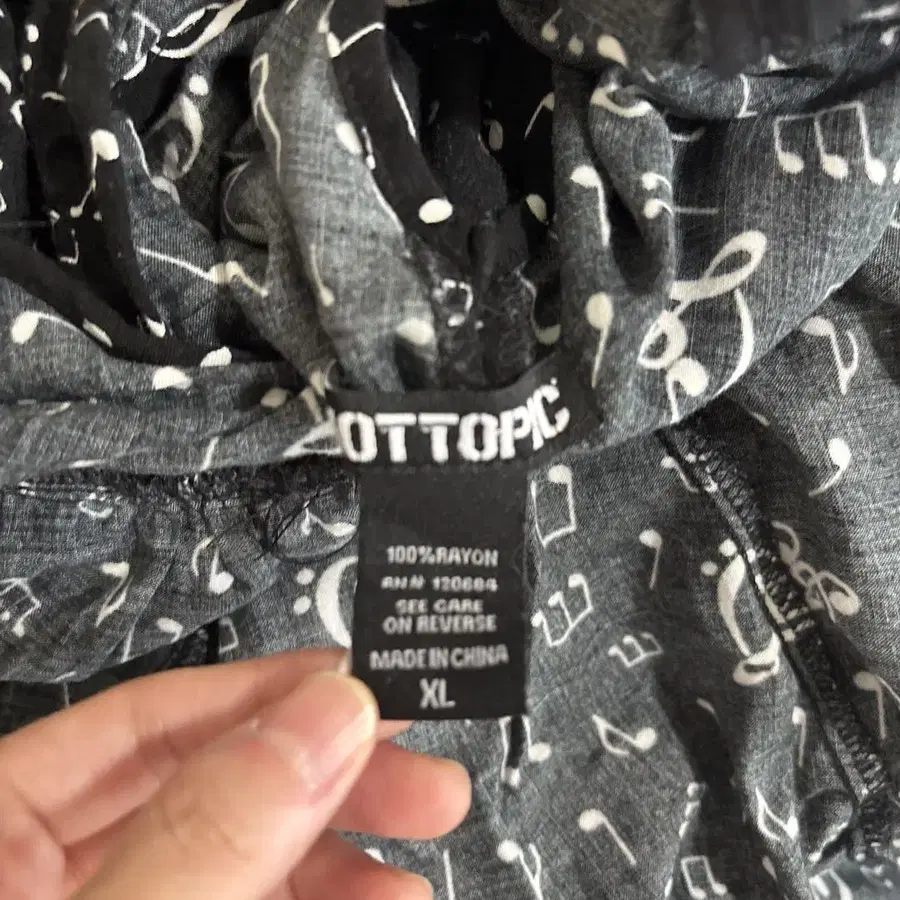 OTTOPIC
100%RAYON
RN# 120684
SEE CARE
ON REVERSE
MADE IN CHINA
XL